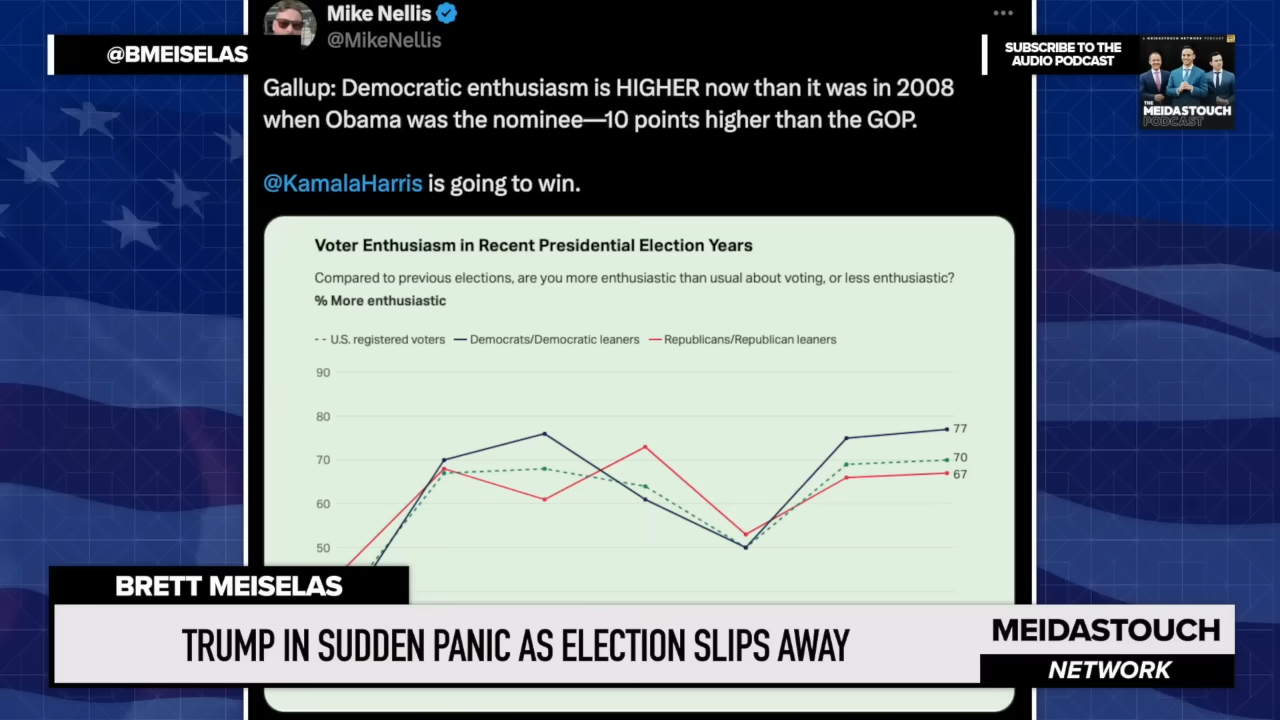 Mike Nellis
@MikeNellis
@BMEISELAS
SUBSCRIBE TO THE
AUDIO PODCAST
THE
MEIDASTOUCH
PODCAST
Gallup: Democratic enthusiasm is HIGHER now than it was in 2008
when Obama was the nominee—10 points higher than the GOP.
@KamalaHarris is going to win.
Voter Enthusiasm in Recent Presidential Election Years
Compared to previous elections, are you more enthusiastic than usual about voting, or less enthusiastic?
% More enthusiastic
U.S. registered voters Democrats/Democratic leaners Republicans/Republican leaners
90
80
70
60
50
77
70
67
BRETT MEISELAS
TRUMP IN SUDDEN PANIC AS ELECTION SLIPS AWAY
MEIDASTOUCH
NETWORK